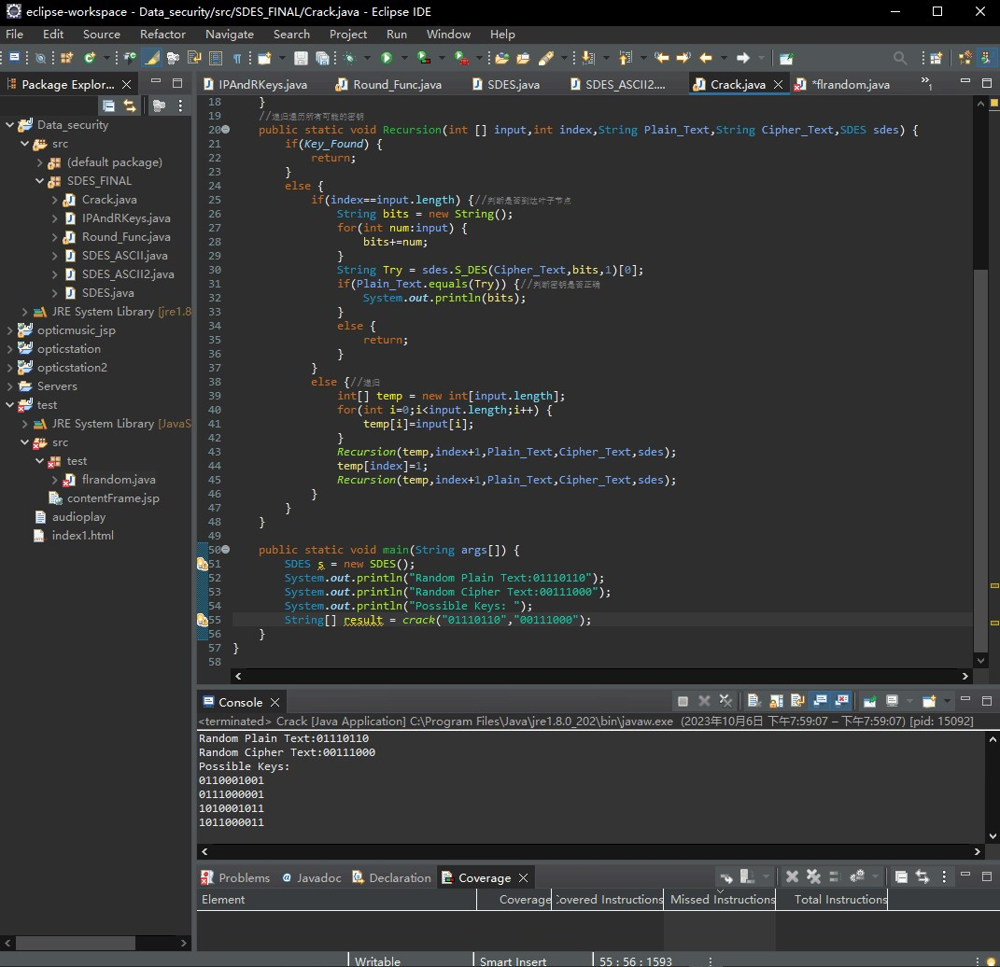 eclipse-workspace - Data_security/src/SDES_FINAL/Crack.java - Eclipse IDE
File Edit Source Refactor Navigate Search Project Run Window Help
Package Explor...
IPAndRKeys.java Round_Func.java SDES.java SDES_ASCII2.... Crack.java *flrandom.java »1
Data_security
src
(default package)
SDES_FINAL
Crack.java
IPAndRKeys.java
Round_Func.java
SDES_ASCII.java
SDES_ASCII2.java
SDES.java
JRE System Library [jre1.8
opticmusic_jsp
opticstation
opticstation2
Servers
test
JRE System Library [JavaS
src
test
flrandom.java
contentFrame.jsp
audioplay
index1.html
18 }
19 //递归遍历所有可能的密钥
20 public static void Recursion(int [] input,int index,String Plain_Text,String Cipher_Text,SDES sdes) {
21 if(Key_Found) {
22 return;
23 }
24 else {
25 if(index==input.length) {//判断是否到达叶子节点
26 String bits = new String();
27 for(int num:input) {
28 bits+=num;
29 }
30 String Try = sdes.S_DES(Cipher_Text,bits,1)[0];
31 if(Plain_Text.equals(Try)) {//判断密钥是否正确
32 System.out.println(bits);
33 }
34 else {
35 return;
36 }
37 }
38 else {//递归
39 int[] temp = new int[input.length];
40 for(int i=0;i<input.length;i++) {
41 temp[i]=input[i];
42 }
43 Recursion(temp,index+1,Plain_Text,Cipher_Text,sdes);
44 temp[index]=1;
45 Recursion(temp,index+1,Plain_Text,Cipher_Text,sdes);
46 }
47 }
48 }
49
50 public static void main(String args[]) {
51 SDES s = new SDES();
52 System.out.println("Random Plain Text:01110110");
53 System.out.println("Random Cipher Text:00111000");
54 System.out.println("Possible Keys: ");
55 String[] result = crack("01110110","00111000");
56 }
57 }
58
Console
<terminated> Crack [Java Application] C:\Program Files\Java\jre1.8.0_202\bin\javaw.exe (2023年10月6日 下午7:59:07 – 下午7:59:07) [pid: 15092]
Random Plain Text:01110110
Random Cipher Text:00111000
Possible Keys:
0110001001
0111000001
1010001011
1011000011
Problems Javadoc Declaration Coverage
Element Coverage Covered Instructions Missed Instructions Total Instructions
Writable Smart Insert 55 : 56 : 1593